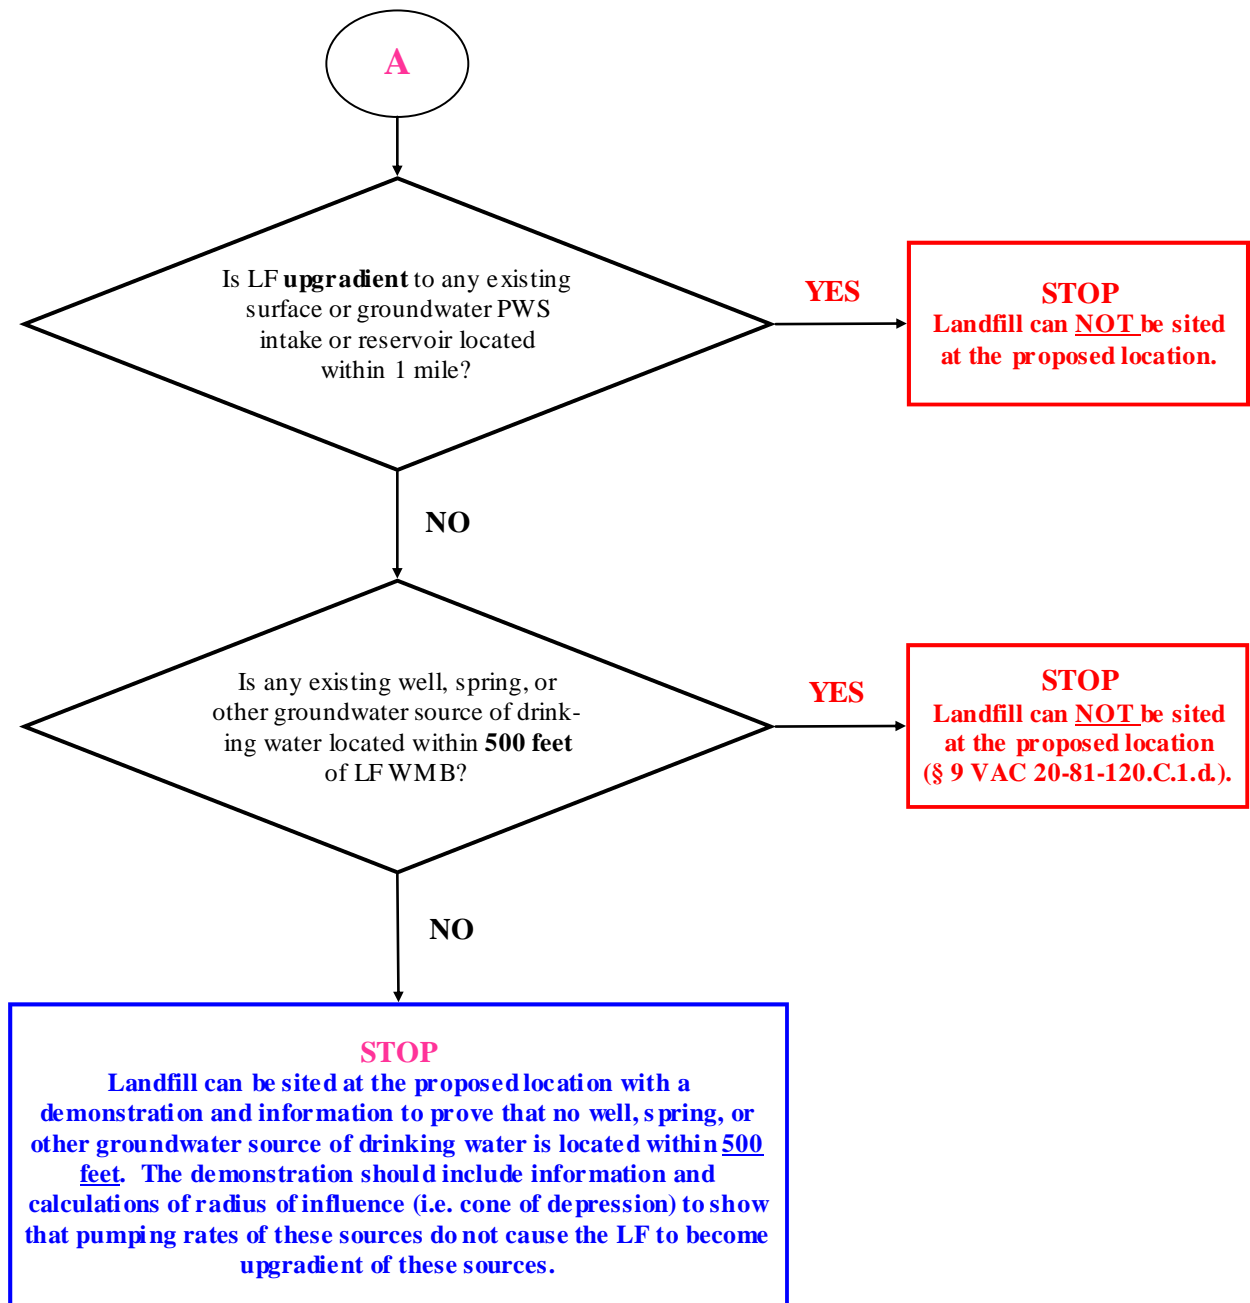 A
Is LF upgradient to any existing
surface or groundwater PWS
intake or reservoir located
within 1 mile?
YES
STOP
Landfill can NOT be sited
at the proposed location.
NO
Is any existing well, spring, or
other groundwater source of drink-
ing water located within 500 feet
of LF WMB?
YES
STOP
Landfill can NOT be sited
at the proposed location
(§ 9 VAC 20-81-120.C.1.d.).
NO
STOP
Landfill can be sited at the proposed location with a
demonstration and information to prove that no well, spring, or
other groundwater source of drinking water is located within 500
feet. The demonstration should include information and
calculations of radius of influence (i.e. cone of depression) to show
that pumping rates of these sources do not cause the LF to become
upgradient of these sources.